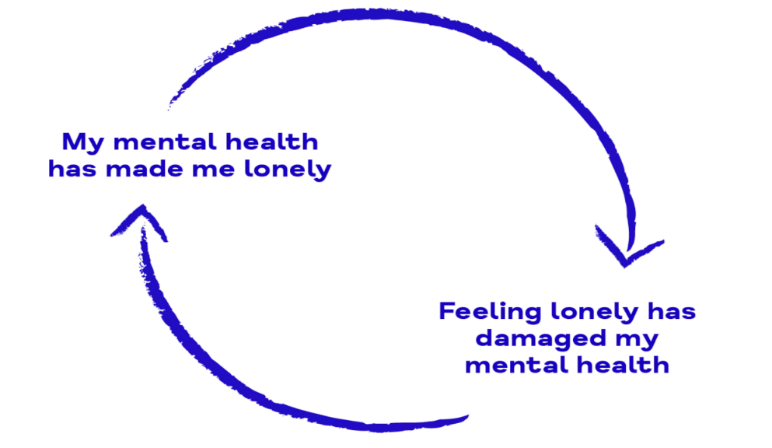 My mental health
has made me lonely
Feeling lonely has
damaged my
mental health